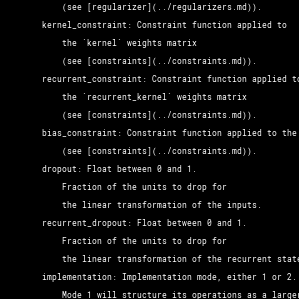 (see [regularizer](../regularizers.md)).
kernel_constraint: Constraint function applied to
the `kernel` weights matrix
(see [constraints](../constraints.md)).
recurrent_constraint: Constraint function applied to
the `recurrent_kernel` weights matrix
(see [constraints](../constraints.md)).
bias_constraint: Constraint function applied to the
(see [constraints](../constraints.md)).
dropout: Float between 0 and 1.
Fraction of the units to drop for
the linear transformation of the inputs.
recurrent_dropout: Float between 0 and 1.
Fraction of the units to drop for
the linear transformation of the recurrent state
implementation: Implementation mode, either 1 or 2.
Mode 1 will structure its operations as a larger